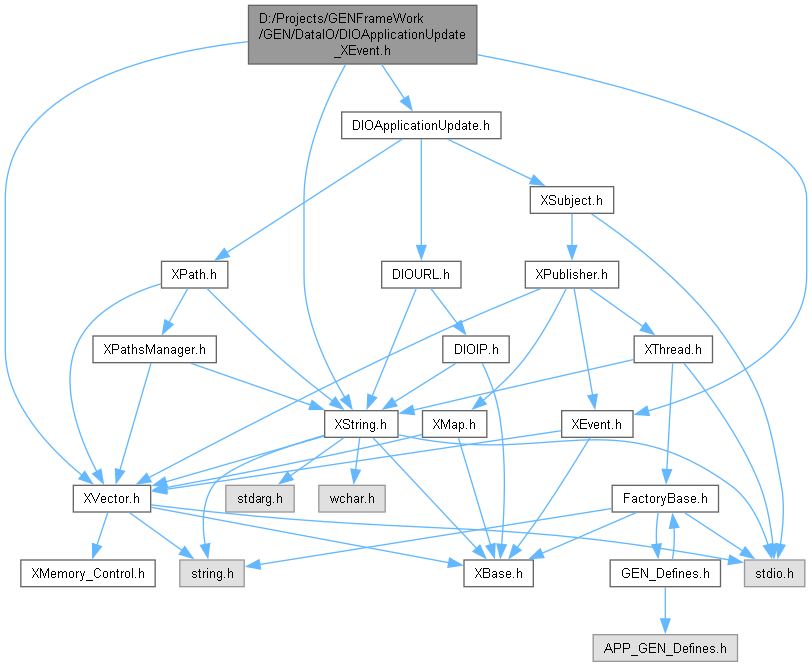 D:/Projects/GENFrameWork
/GEN/DataIO/DIOApplicationUpdate
_XEvent.h
DIOApplicationUpdate.h
XSubject.h
XPath.h
DIOURL.h
XPublisher.h
XPathsManager.h
DIOIP.h
XThread.h
XString.h
XMap.h
XEvent.h
XVector.h
stdarg.h
wchar.h
FactoryBase.h
XMemory_Control.h
string.h
XBase.h
GEN_Defines.h
stdio.h
APP_GEN_Defines.h